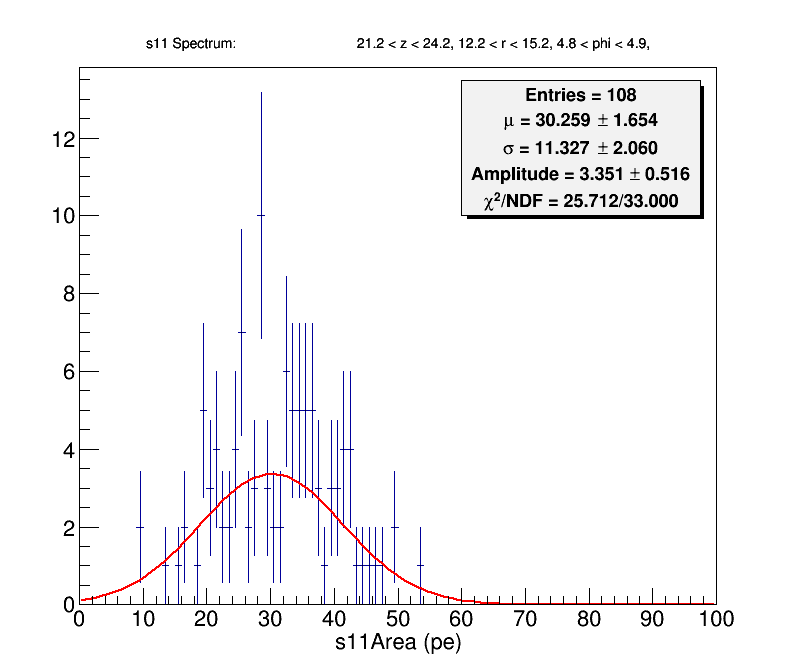 s11 Spectrum: 21.2 < z < 24.2, 12.2 < r < 15.2, 4.8 < phi < 4.9,
Entries = 108
μ = 30.259 ± 1.654
σ = 11.327 ± 2.060
Amplitude = 3.351 ± 0.516
χ²/NDF = 25.712/33.000
12
10
8
6
4
2
0
0 10 20 30 40 50 60 70 80 90 100
s11Area (pe)